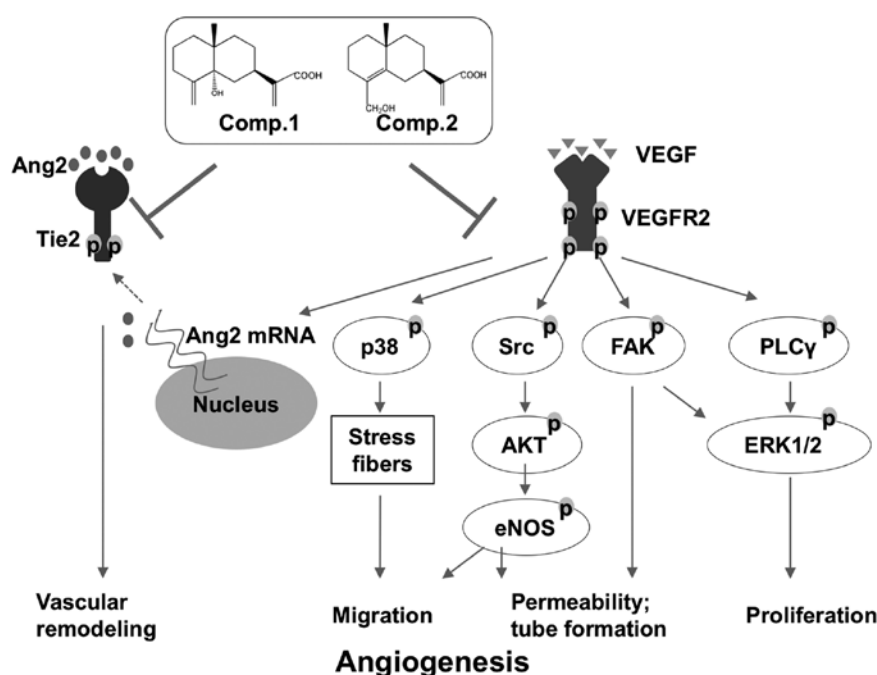 COOH
OH
Comp.1
COOH
CH2OH
Comp.2
Ang2
Tie2
p p
VEGF
VEGFR2
p p
p p
Ang2 mRNA
Nucleus
p38
p
Src
p
FAK
p
PLCγ
p
Stress
fibers
AKT
p
ERK1/2
p
eNOS
p
Vascular
remodeling
Migration
Permeability;
tube formation
Proliferation
Angiogenesis